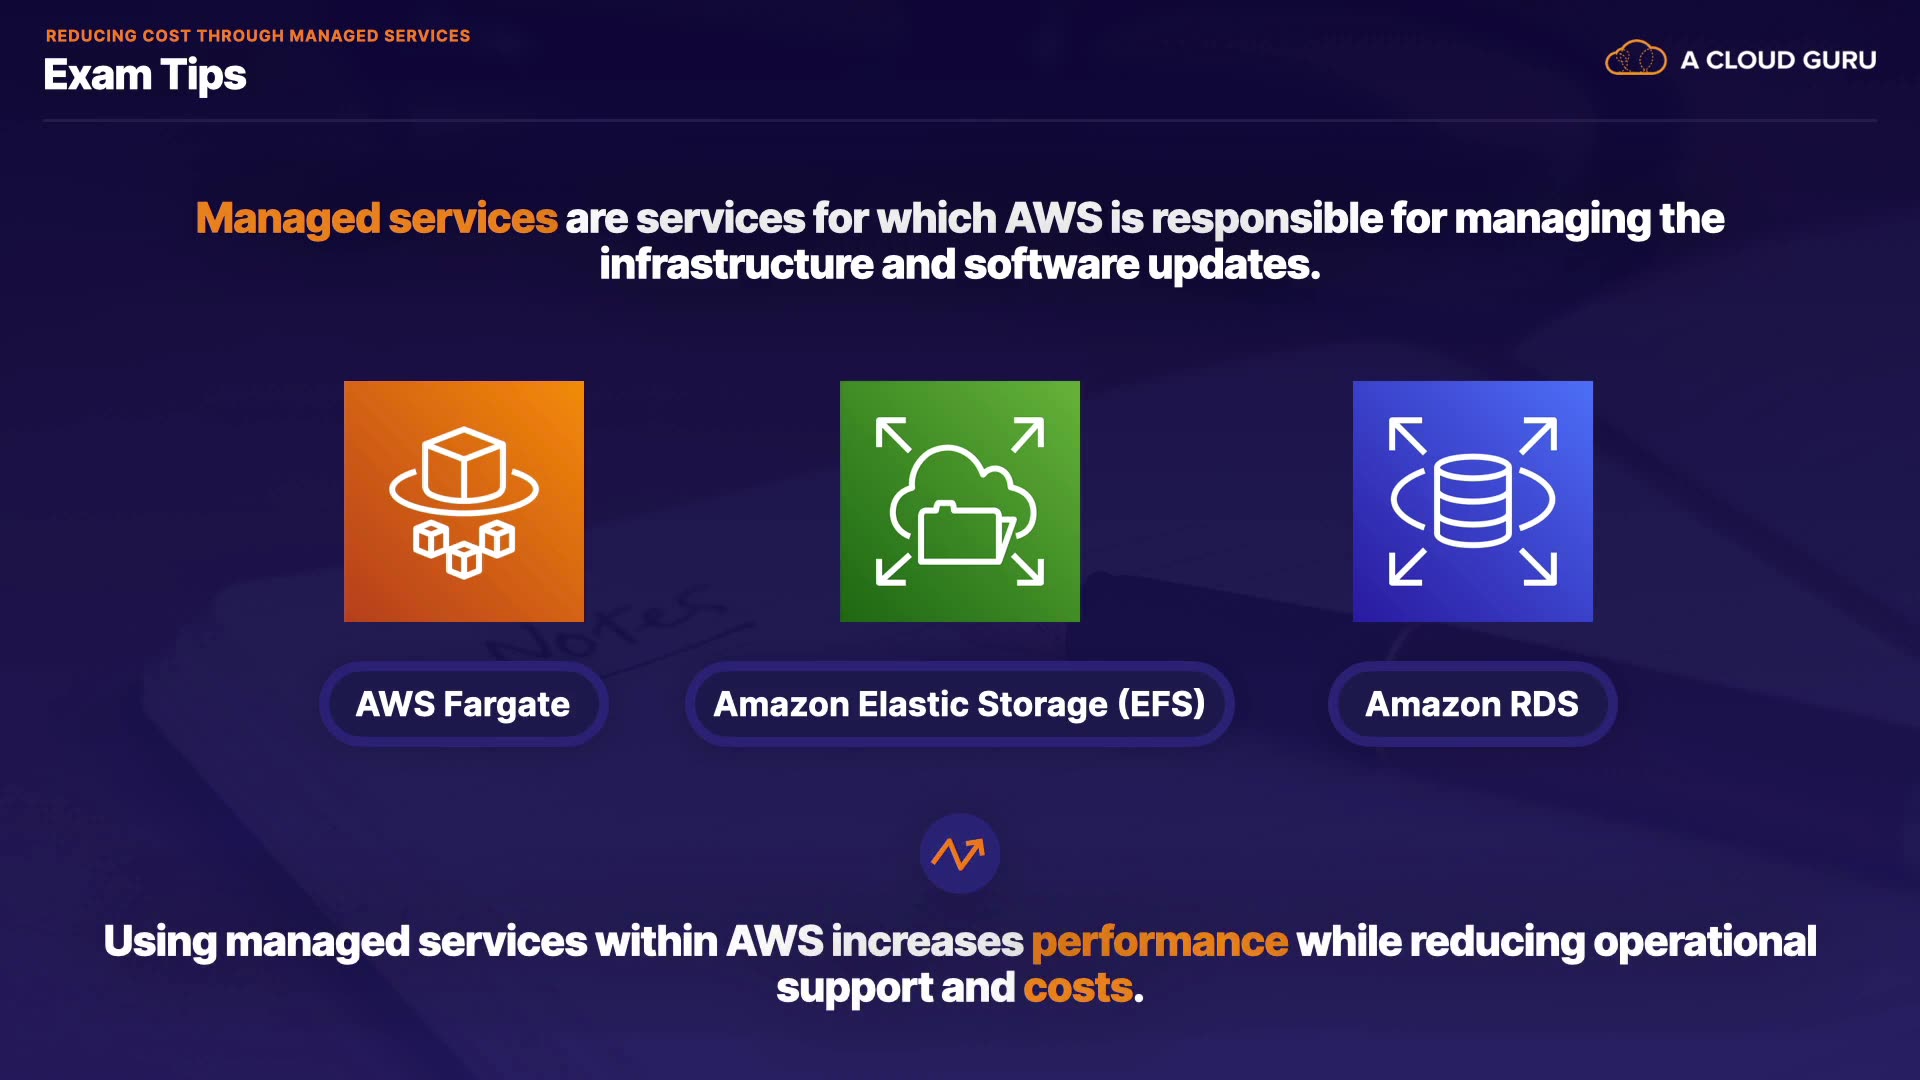 REDUCING COST THROUGH MANAGED SERVICES
Exam Tips
A CLOUD GURU
Managed services are services for which AWS is responsible for managing the
infrastructure and software updates.
Notes
AWS Fargate
Amazon Elastic Storage (EFS)
Amazon RDS
Using managed services within AWS increases performance while reducing operational
support and costs.